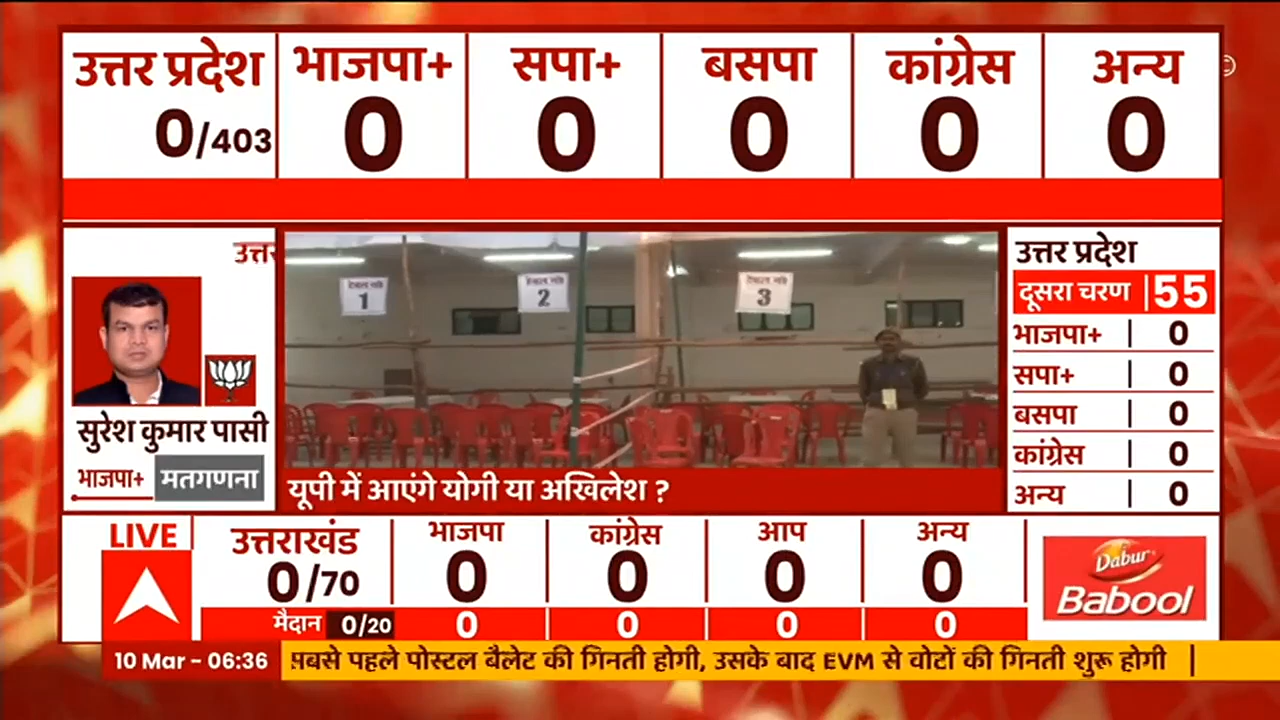 उत्तर प्रदेश
0/403
भाजपा+
0
सपा+
0
बसपा
0
कांग्रेस
0
अन्य
0
©
उत्तर
सुरेश कुमार पासी
भाजपा+ मतगणना
1
2
3
यूपी में आएंगे योगी या अखिलेश ?
उत्तर प्रदेश
दूसरा चरण 55
भाजपा+ | 0
सपा+ | 0
बसपा | 0
कांग्रेस | 0
अन्य | 0
LIVE
उत्तराखंड
0/70
भाजपा
0
कांग्रेस
0
आप
0
अन्य
0
मैदान 0/20 0 0 0 0
Dabur
Babool
10 Mar - 06:36
सबसे पहले पोस्टल बैलेट की गिनती होगी, उसके बाद EVM से वोटों की गिनती शुरू होगी |